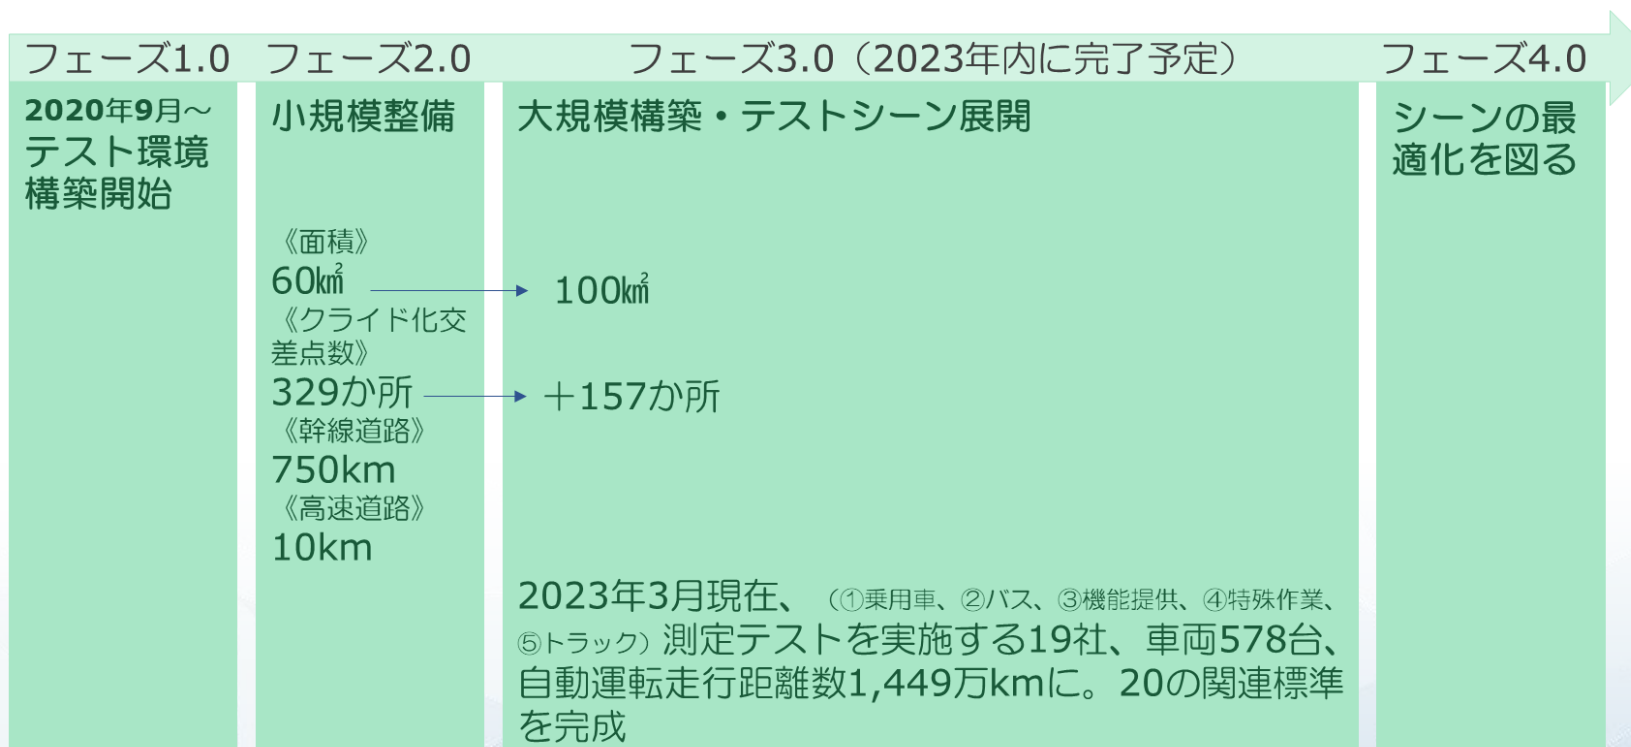 フェーズ1.0
フェーズ2.0
フェーズ3.0（2023年内に完了予定）
フェーズ4.0
2020年9月～
テスト環境
構築開始
小規模整備
《面積》
60㎢
《クライド化交
差点数》
329か所
《幹線道路》
750km
《高速道路》
10km
大規模構築・テストシーン展開
100㎢
＋157か所
2023年3月現在、（①乗用車、②バス、③機能提供、④特殊作業、
⑤トラック）測定テストを実施する19社、車両578台、
自動運転走行距離数1,449万kmに。20の関連標準
を完成
シーンの最
適化を図る